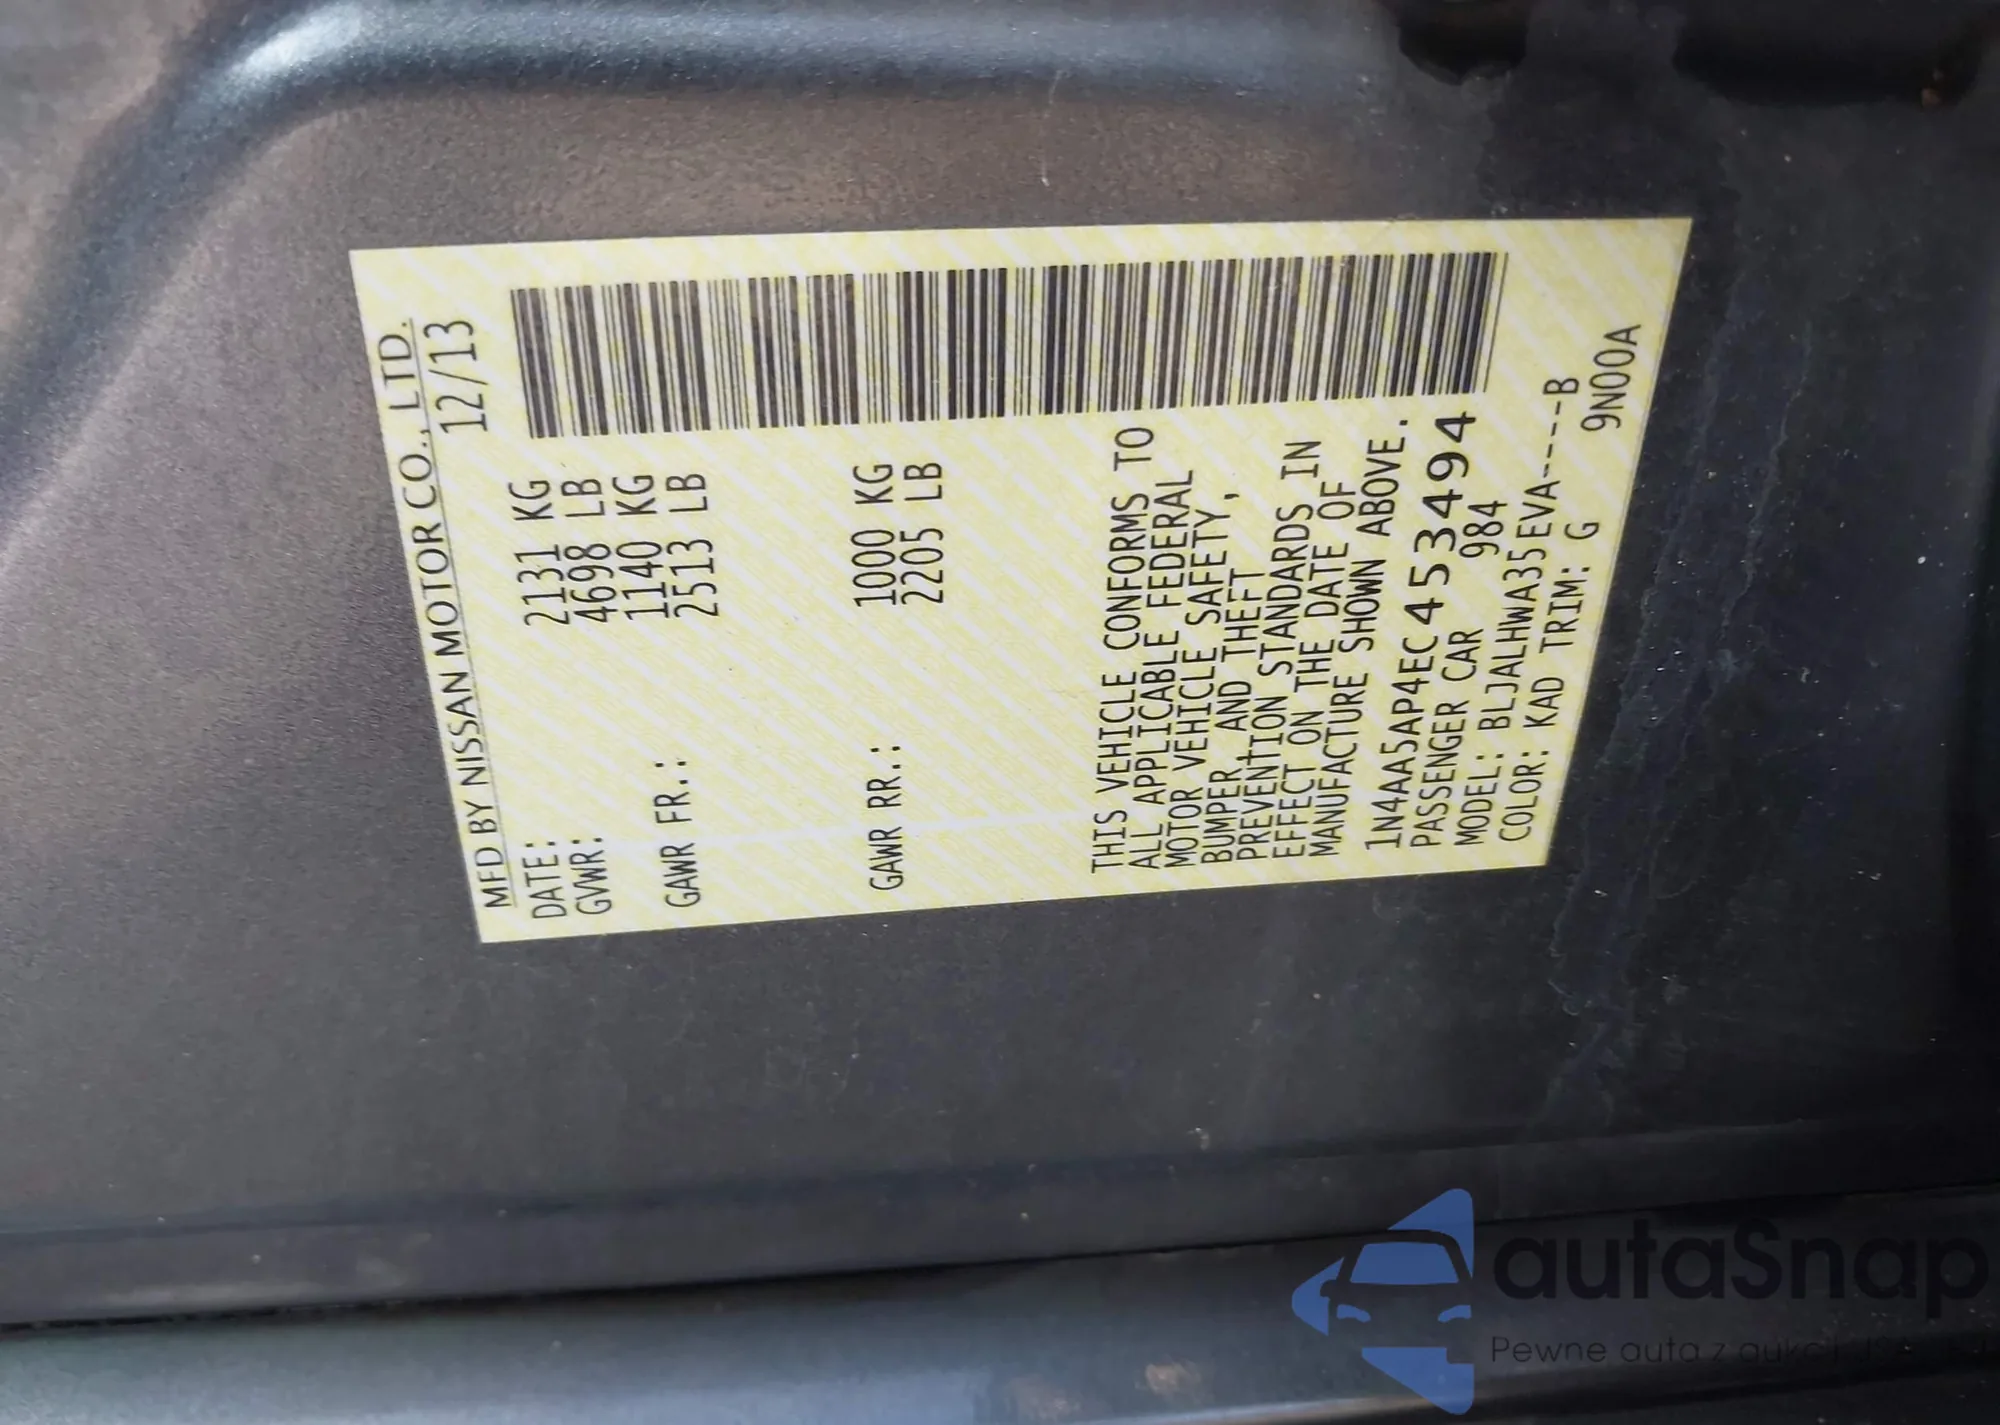 MFD BY NISSAN MOTOR CO., LTD.
DATE: 12/13
GVWR: 2131 KG
4698 LB
GAWR FR.: 1140 KG
2513 LB
GAWR RR.: 1000 KG
2205 LB
THIS VEHICLE CONFORMS TO
ALL APPLICABLE FEDERAL
MOTOR VEHICLE SAFETY,
BUMPER, AND THEFT
PREVENTION STANDARDS IN
EFFECT ON THE DATE OF
MANUFACTURE SHOWN ABOVE.
1N4AA5AP4EC453494
PASSENGER CAR 984
MODEL: BLJALHWA35EVA----B
COLOR: KAD TRIM: G 9N00A
autaSnap
Pewne auta z aukcji